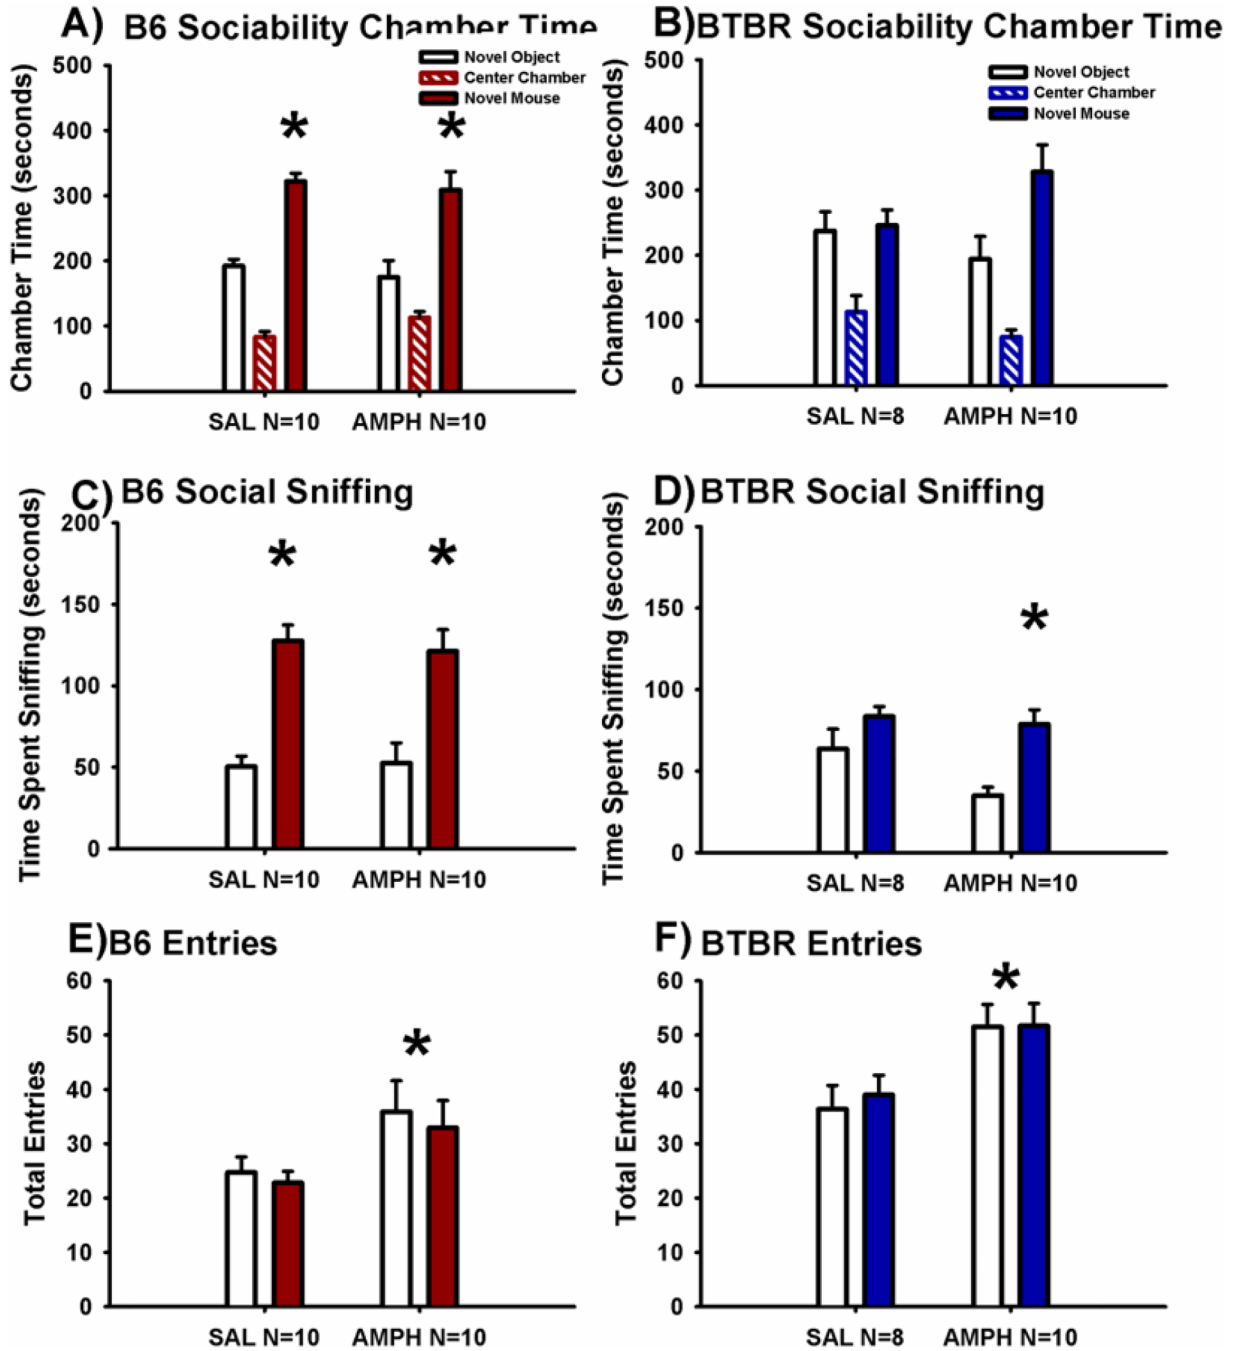 A) B6 Sociability Chamber Time
Novel Object
Center Chamber
Novel Mouse
Chamber Time (seconds)
500
400
300
200
100
0
*
*
SAL N=10
AMPH N=10
B) BTBR Sociability Chamber Time
Novel Object
Center Chamber
Novel Mouse
Chamber Time (seconds)
500
400
300
200
100
0
SAL N=8
AMPH N=10
C) B6 Social Sniffing
Time Spent Sniffing (seconds)
200
150
100
50
0
*
*
SAL N=10
AMPH N=10
D) BTBR Social Sniffing
Time Spent Sniffing (seconds)
200
150
100
50
0
*
SAL N=8
AMPH N=10
E) B6 Entries
Total Entries
60
50
40
30
20
10
0
*
SAL N=10
AMPH N=10
F) BTBR Entries
Total Entries
60
50
40
30
20
10
0
*
SAL N=8
AMPH N=10